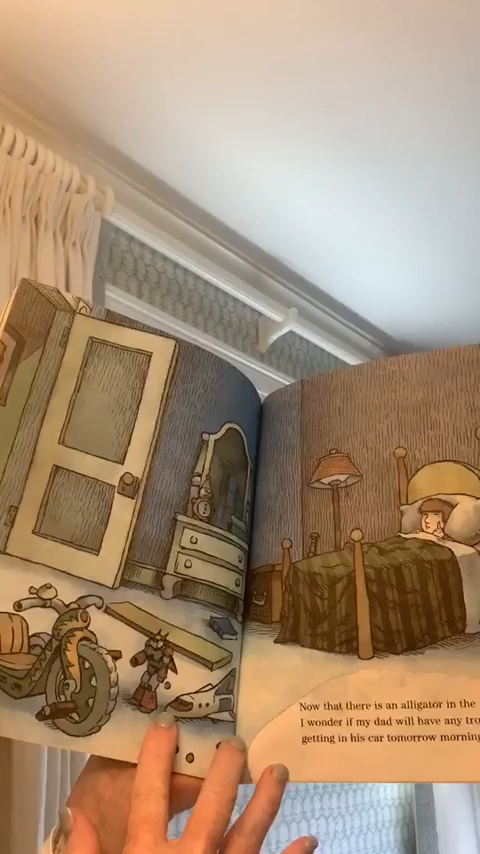 Now that there is an alligator in the
I wonder if my dad will have any
getting in his car tomorrow morning